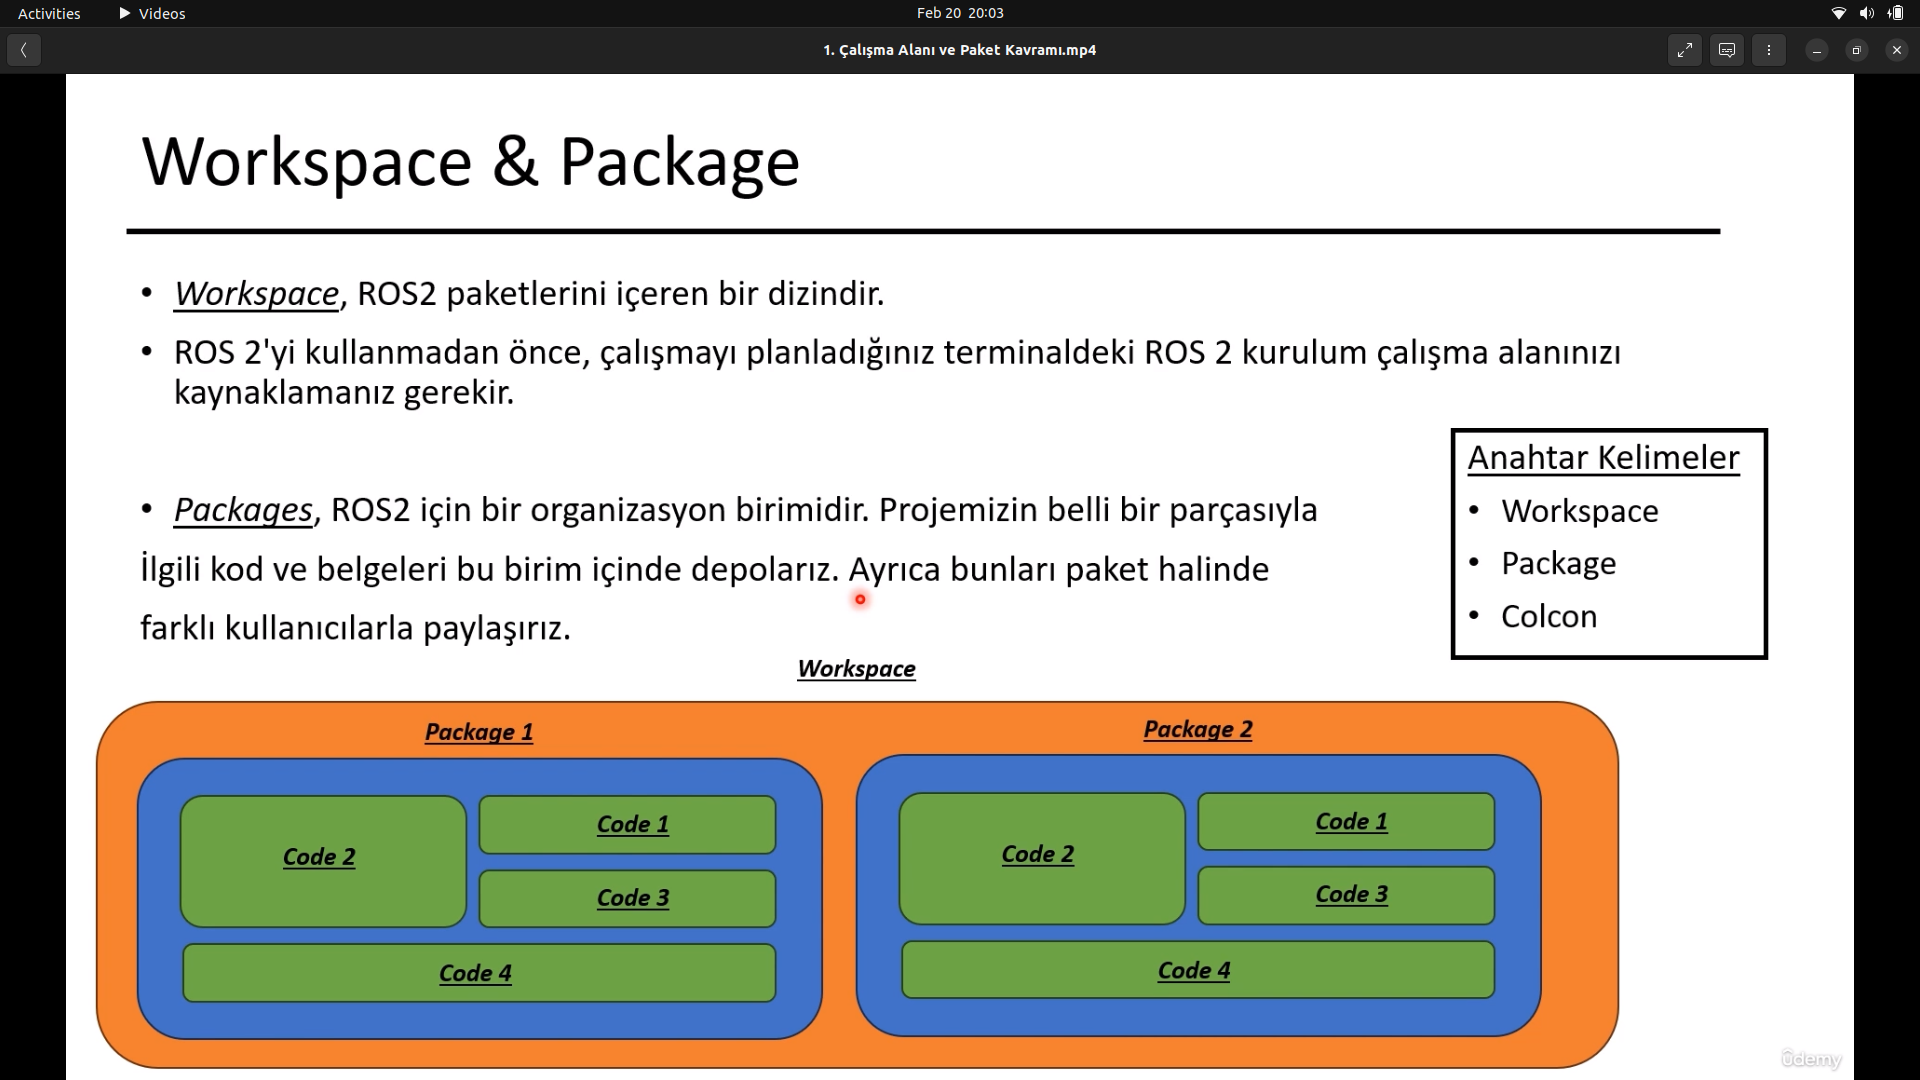 Activities
Videos
Feb 20 20:03
1. Çalışma Alanı ve Paket Kavramı.mp4
Workspace & Package
• Workspace, ROS2 paketlerini içeren bir dizindir.
• ROS 2'yi kullanmadan önce, çalışmayı planladığınız terminaldeki ROS 2 kurulum çalışma alanınızı
kaynaklamanız gerekir.
• Packages, ROS2 için bir organizasyon birimidir. Projemizin belli bir parçasıyla
İlgili kod ve belgeleri bu birim içinde depolarız. Ayrıca bunları paket halinde
farklı kullanıcılarla paylaşırız.
Anahtar Kelimeler
• Workspace
• Package
• Colcon
Workspace
Package 1
Code 2
Code 1
Code 3
Code 4
Package 2
Code 2
Code 1
Code 3
Code 4
ûdemy